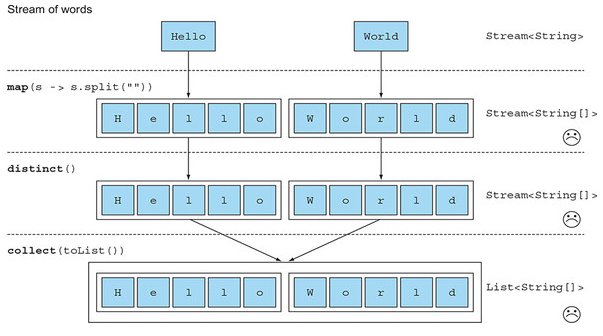 Stream of words
Hello World Stream<String>
map(s -> s.split(""))
H e l l o W o r l d Stream<String[]>
distinct()
H e l l o W o r l d Stream<String[]>
collect(toList())
H e l l o W o r l d List<String[]>